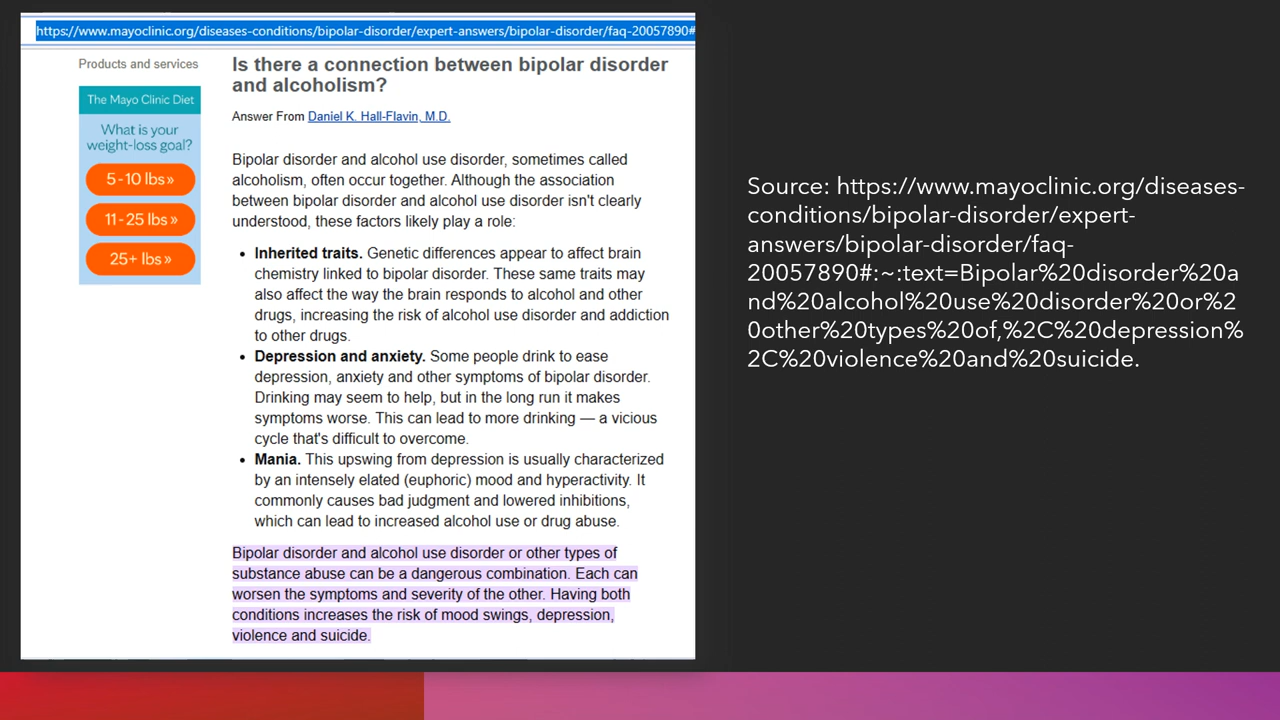 https://www.mayoclinic.org/diseases-conditions/bipolar-disorder/expert-answers/bipolar-disorder/faq-20057890#
Products and services
The Mayo Clinic Diet
What is your
weight-loss goal?
5-10 lbs»
11-25 lbs»
25+ lbs»
Is there a connection between bipolar disorder
and alcoholism?
Answer From Daniel K. Hall-Flavin, M.D.
Bipolar disorder and alcohol use disorder, sometimes called
alcoholism, often occur together. Although the association
between bipolar disorder and alcohol use disorder isn't clearly
understood, these factors likely play a role:
• Inherited traits. Genetic differences appear to affect brain
chemistry linked to bipolar disorder. These same traits may
also affect the way the brain responds to alcohol and other
drugs, increasing the risk of alcohol use disorder and addiction
to other drugs.
• Depression and anxiety. Some people drink to ease
depression, anxiety and other symptoms of bipolar disorder.
Drinking may seem to help, but in the long run it makes
symptoms worse. This can lead to more drinking — a vicious
cycle that's difficult to overcome.
• Mania. This upswing from depression is usually characterized
by an intensely elated (euphoric) mood and hyperactivity. It
commonly causes bad judgment and lowered inhibitions,
which can lead to increased alcohol use or drug abuse.
Bipolar disorder and alcohol use disorder or other types of
substance abuse can be a dangerous combination. Each can
worsen the symptoms and severity of the other. Having both
conditions increases the risk of mood swings, depression,
violence and suicide.
Source: https://www.mayoclinic.org/diseases-
conditions/bipolar-disorder/expert-
answers/bipolar-disorder/faq-
20057890#:~:text=Bipolar%20disorder%20a
nd%20alcohol%20use%20disorder%20or%2
0other%20types%20of,%2C%20depression%
2C%20violence%20and%20suicide.